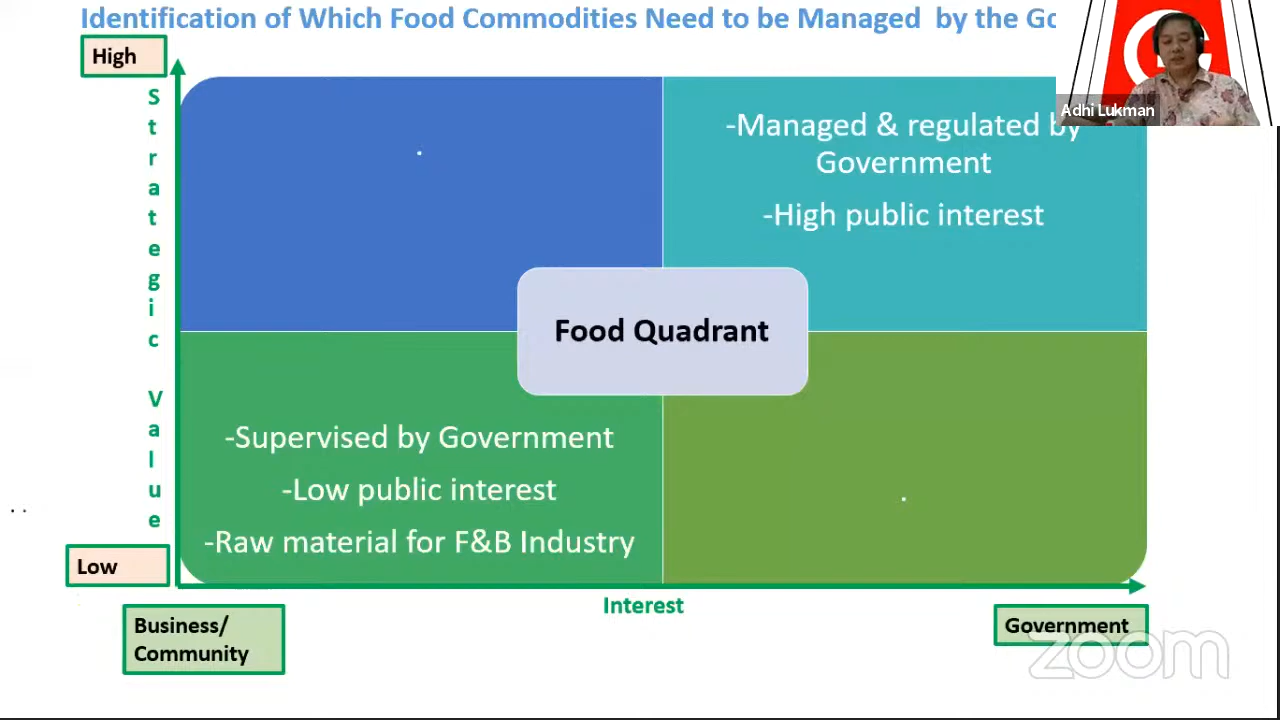 Identification of Which Food Commodities Need to be Managed by the Go
High
Adhi Lukman
Strategic Value
-Managed & regulated by
Government
-High public interest
Food Quadrant
-Supervised by Government
-Low public interest
-Raw material for F&B Industry
Low
Interest
Business/
Community
Government
zoom